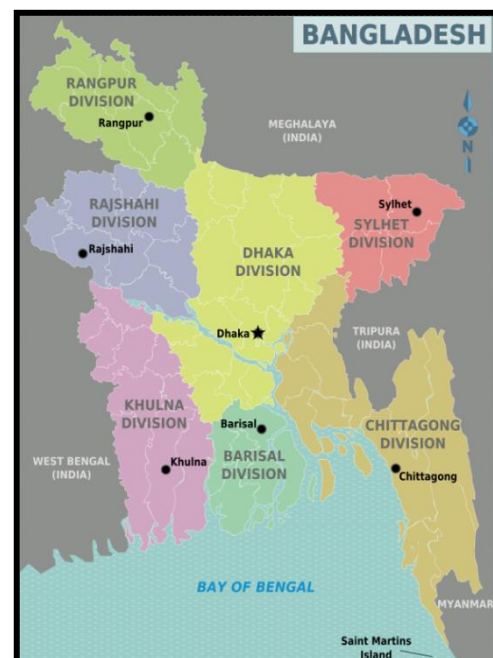 BANGLADESH
RANGPUR
DIVISION
Rangpur
MEGHALAYA
(INDIA)
N
RAJSHAHI
DIVISION
Rajshahi
Sylhet
SYLHET
DIVISION
DHAKA
DIVISION
Dhaka
TRIPURA
(INDIA)
KHULNA
DIVISION
Khulna
Barisal
BARISAL
DIVISION
CHITTAGONG
DIVISION
Chittagong
WEST BENGAL
(INDIA)
BAY OF BENGAL
MYANMAR
Saint Martins
Island